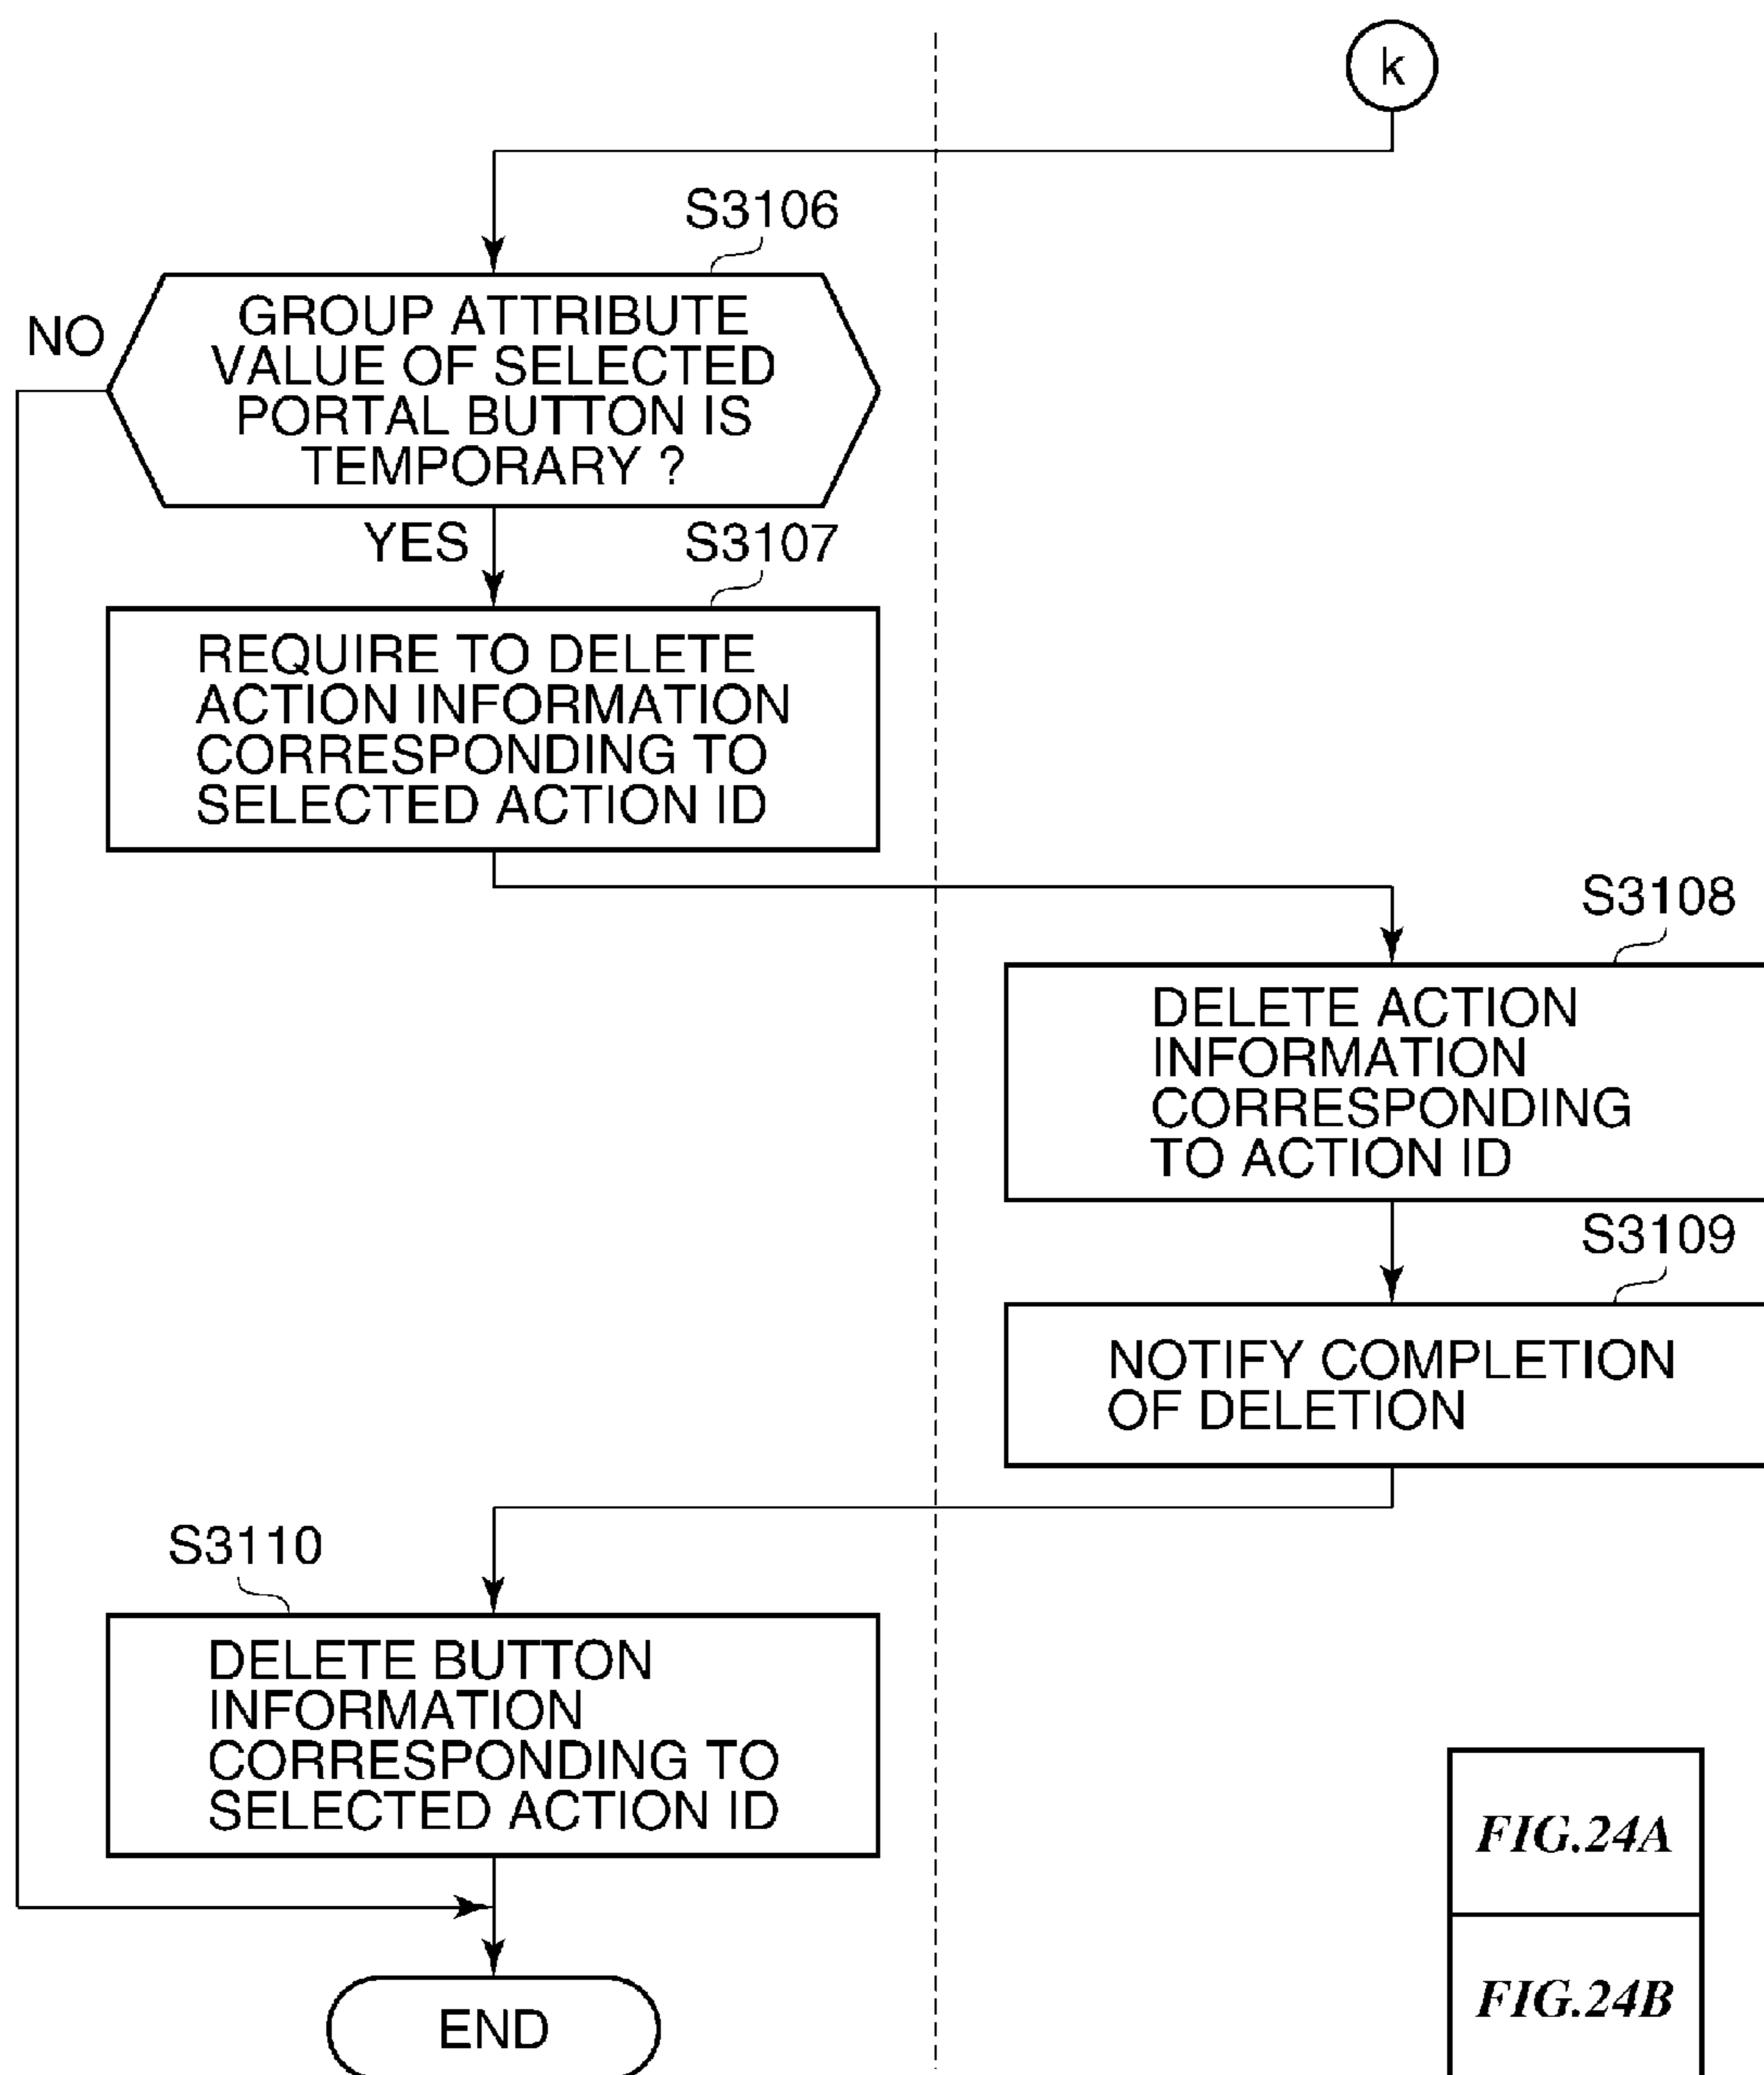 k
S3106
NO
GROUP ATTRIBUTE
VALUE OF SELECTED
PORTAL BUTTON IS
TEMPORARY ?
YES
S3107
REQUIRE TO DELETE
ACTION INFORMATION
CORRESPONDING TO
SELECTED ACTION ID
S3108
DELETE ACTION
INFORMATION
CORRESPONDING
TO ACTION ID
S3109
NOTIFY COMPLETION
OF DELETION
S3110
DELETE BUTTON
INFORMATION
CORRESPONDING TO
SELECTED ACTION ID
END
FIG.24A
FIG.24B